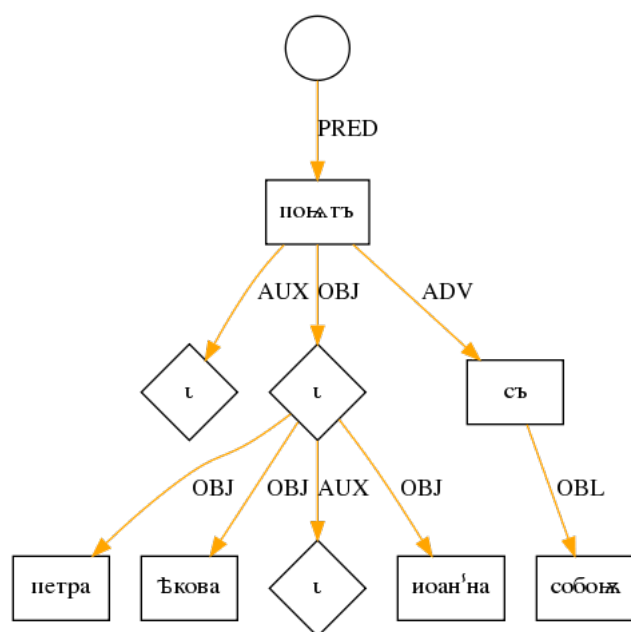 PRED
поѩтъ
AUX
OBJ
ADV
ꙇ
ꙇ
съ
OBJ
OBJ
AUX
OBJ
OBL
петра
ѣкова
ꙇ
иоан꙽на
собоѭ